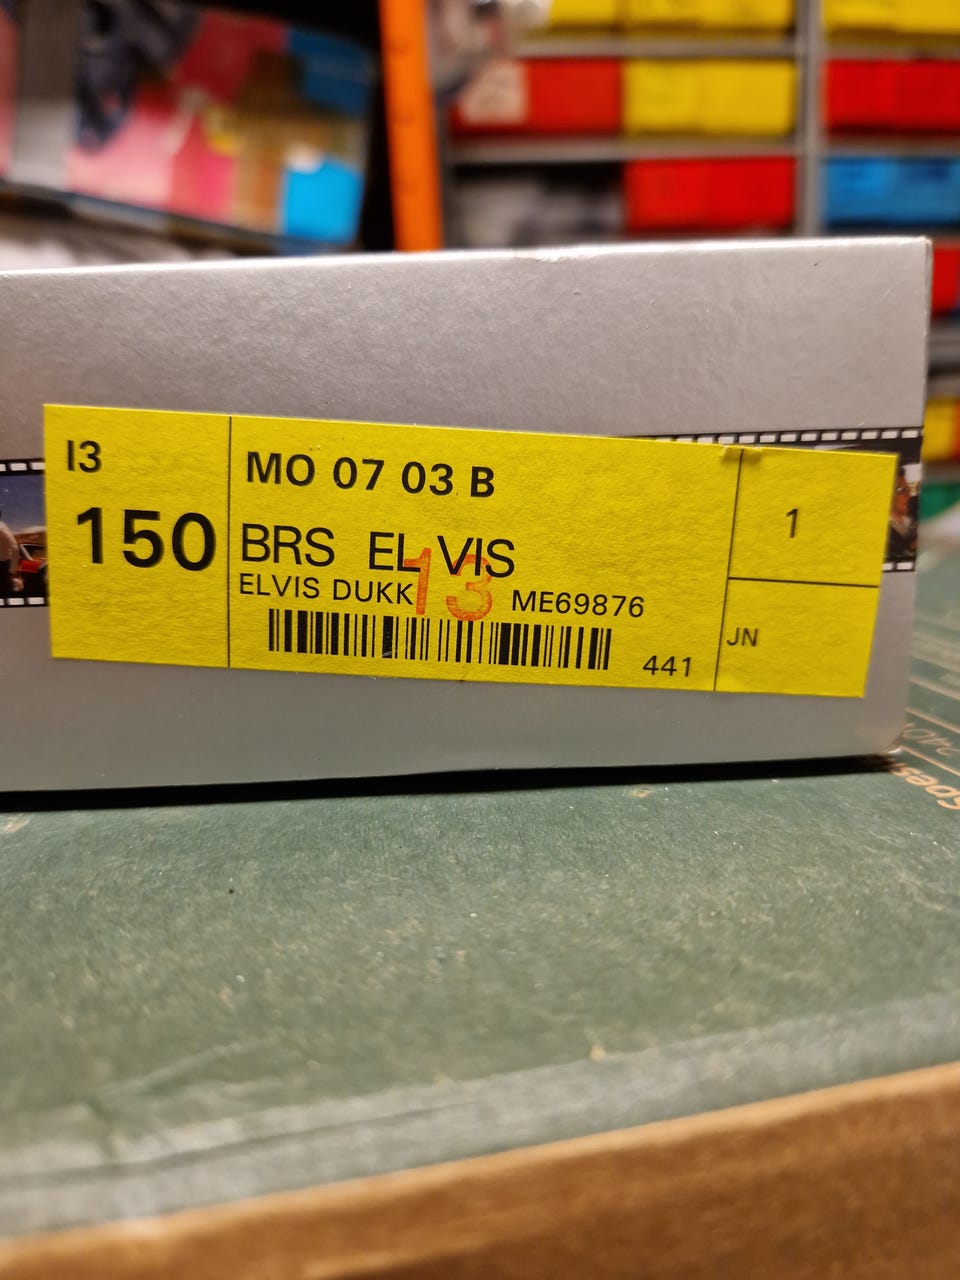 I3
150
MO 07 03 B
BRS EL VIS
ELVIS DUKK
13
ME69876
441
1
JN